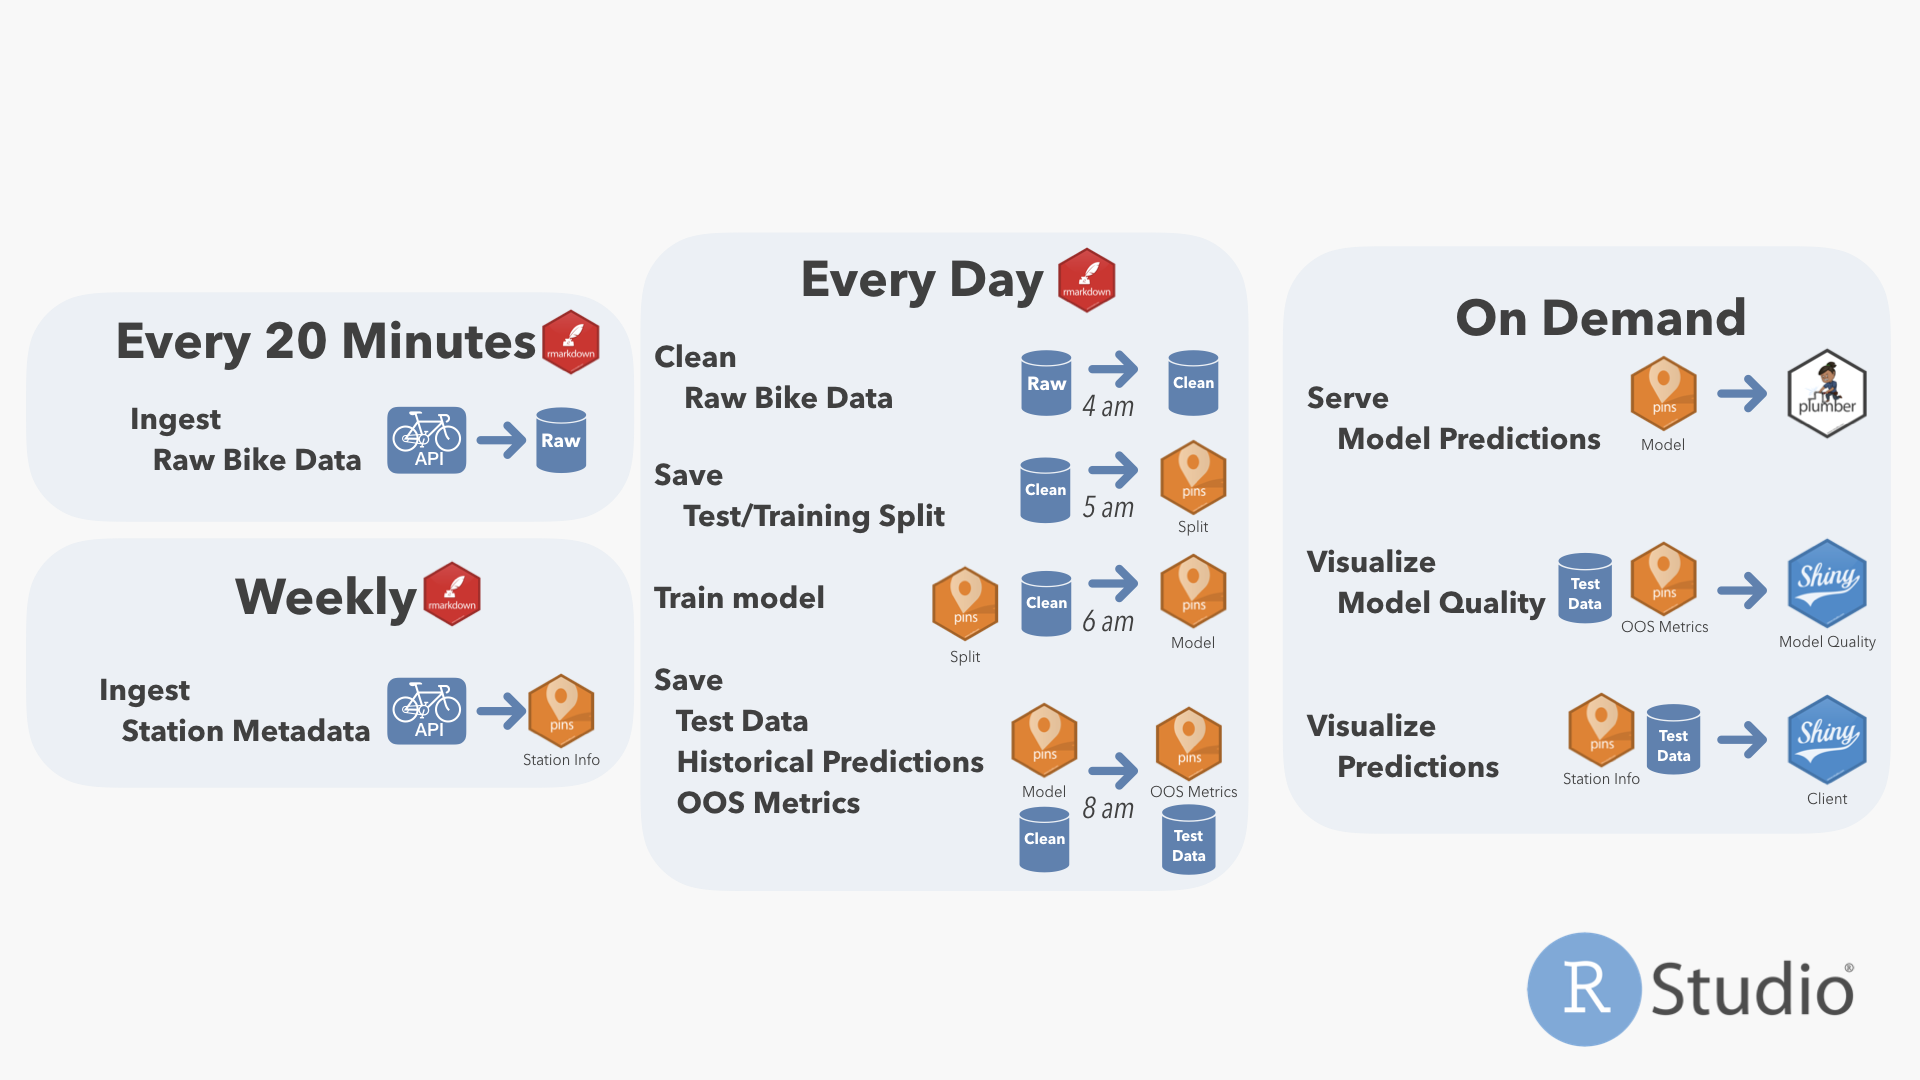 Every 20 Minutes
rmarkdown
Ingest
Raw Bike Data
API
Raw
Weekly
rmarkdown
Ingest
Station Metadata
API
pins
Station Info
Every Day
rmarkdown
Clean
Raw Bike Data
Raw
4 am
Clean
Save
Test/Training Split
Clean
5 am
pins
Split
Train model
pins
Split
Clean
6 am
pins
Model
Save
Test Data
Historical Predictions
OOS Metrics
pins
Model
Clean
8 am
pins
OOS Metrics
Test
Data
On Demand
Serve
Model Predictions
pins
Model
plumber
Visualize
Model Quality
Test
Data
pins
OOS Metrics
Shiny
Model Quality
Visualize
Predictions
pins
Station Info
Test
Data
Shiny
Client
R Studio®